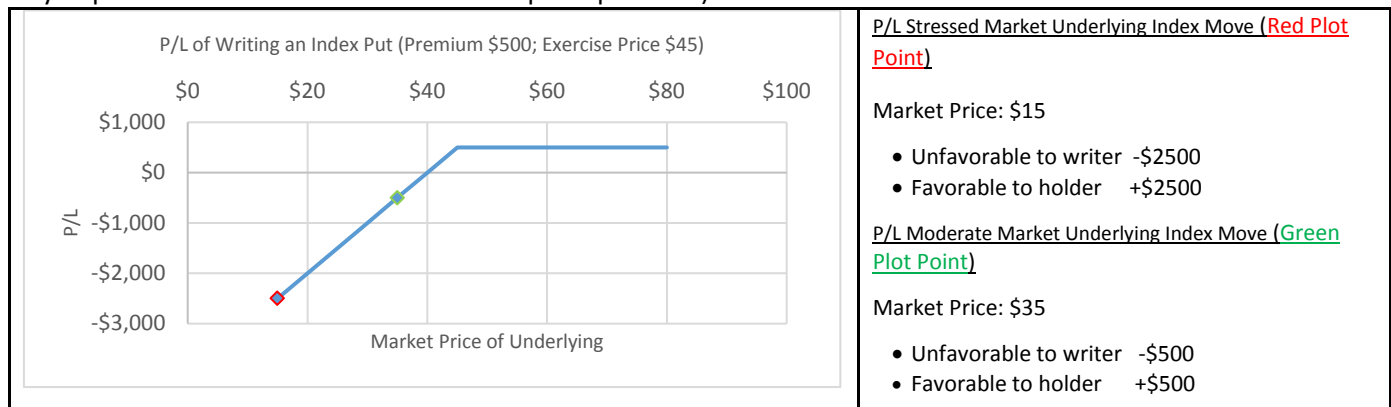 P/L of Writing an Index Put (Premium $500; Exercise Price $45)
$0 $20 $40 $60 $80 $100
$1,000
$0
-$1,000
-$2,000
-$3,000
P/L
Market Price of Underlying
P/L Stressed Market Underlying Index Move (Red Plot
Point)
Market Price: $15
• Unfavorable to writer -$2500
• Favorable to holder +$2500
P/L Moderate Market Underlying Index Move (Green
Plot Point)
Market Price: $35
• Unfavorable to writer -$500
• Favorable to holder +$500